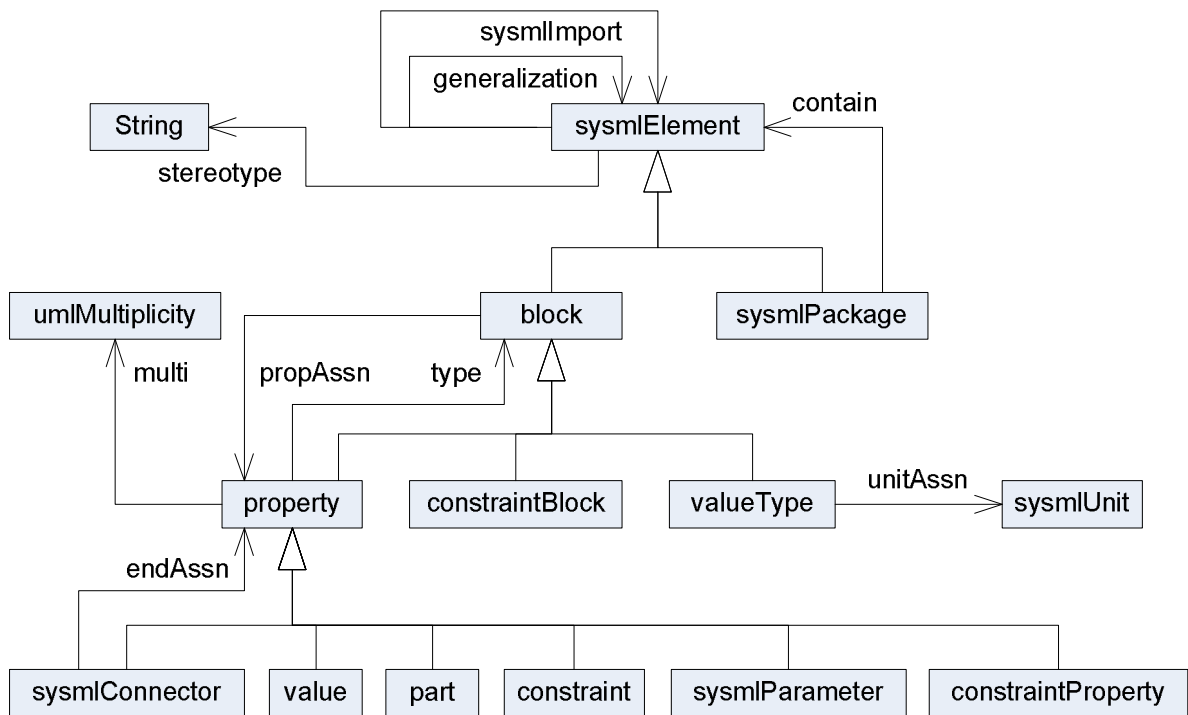 sysmlImport
generalization
contain
String
sysmlElement
stereotype
umlMultiplicity
block
sysmlPackage
multi
propAssn
type
unitAssn
property
constraintBlock
valueType
sysmlUnit
endAssn
sysmlConnector
value
part
constraint
sysmlParameter
constraintProperty